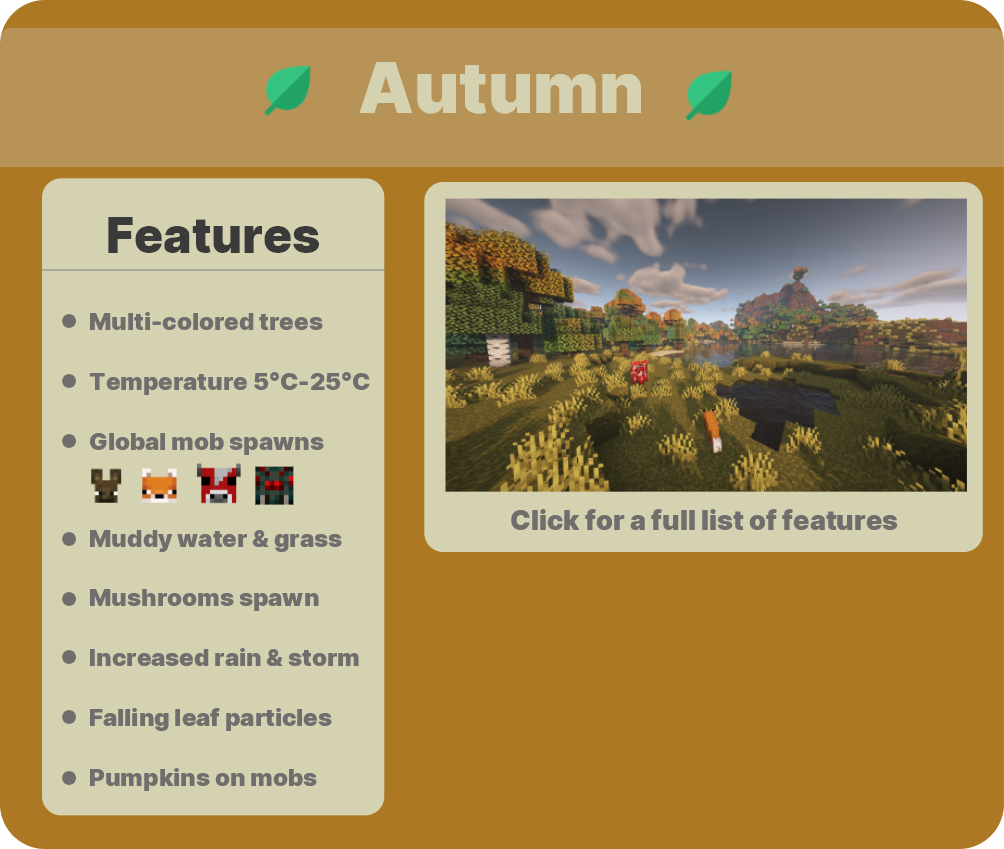 Autumn
Features
Multi-colored trees
Temperature 5°C-25°C
Global mob spawns
Muddy water & grass
Mushrooms spawn
Increased rain & storm
Falling leaf particles
Pumpkins on mobs
Click for a full list of features